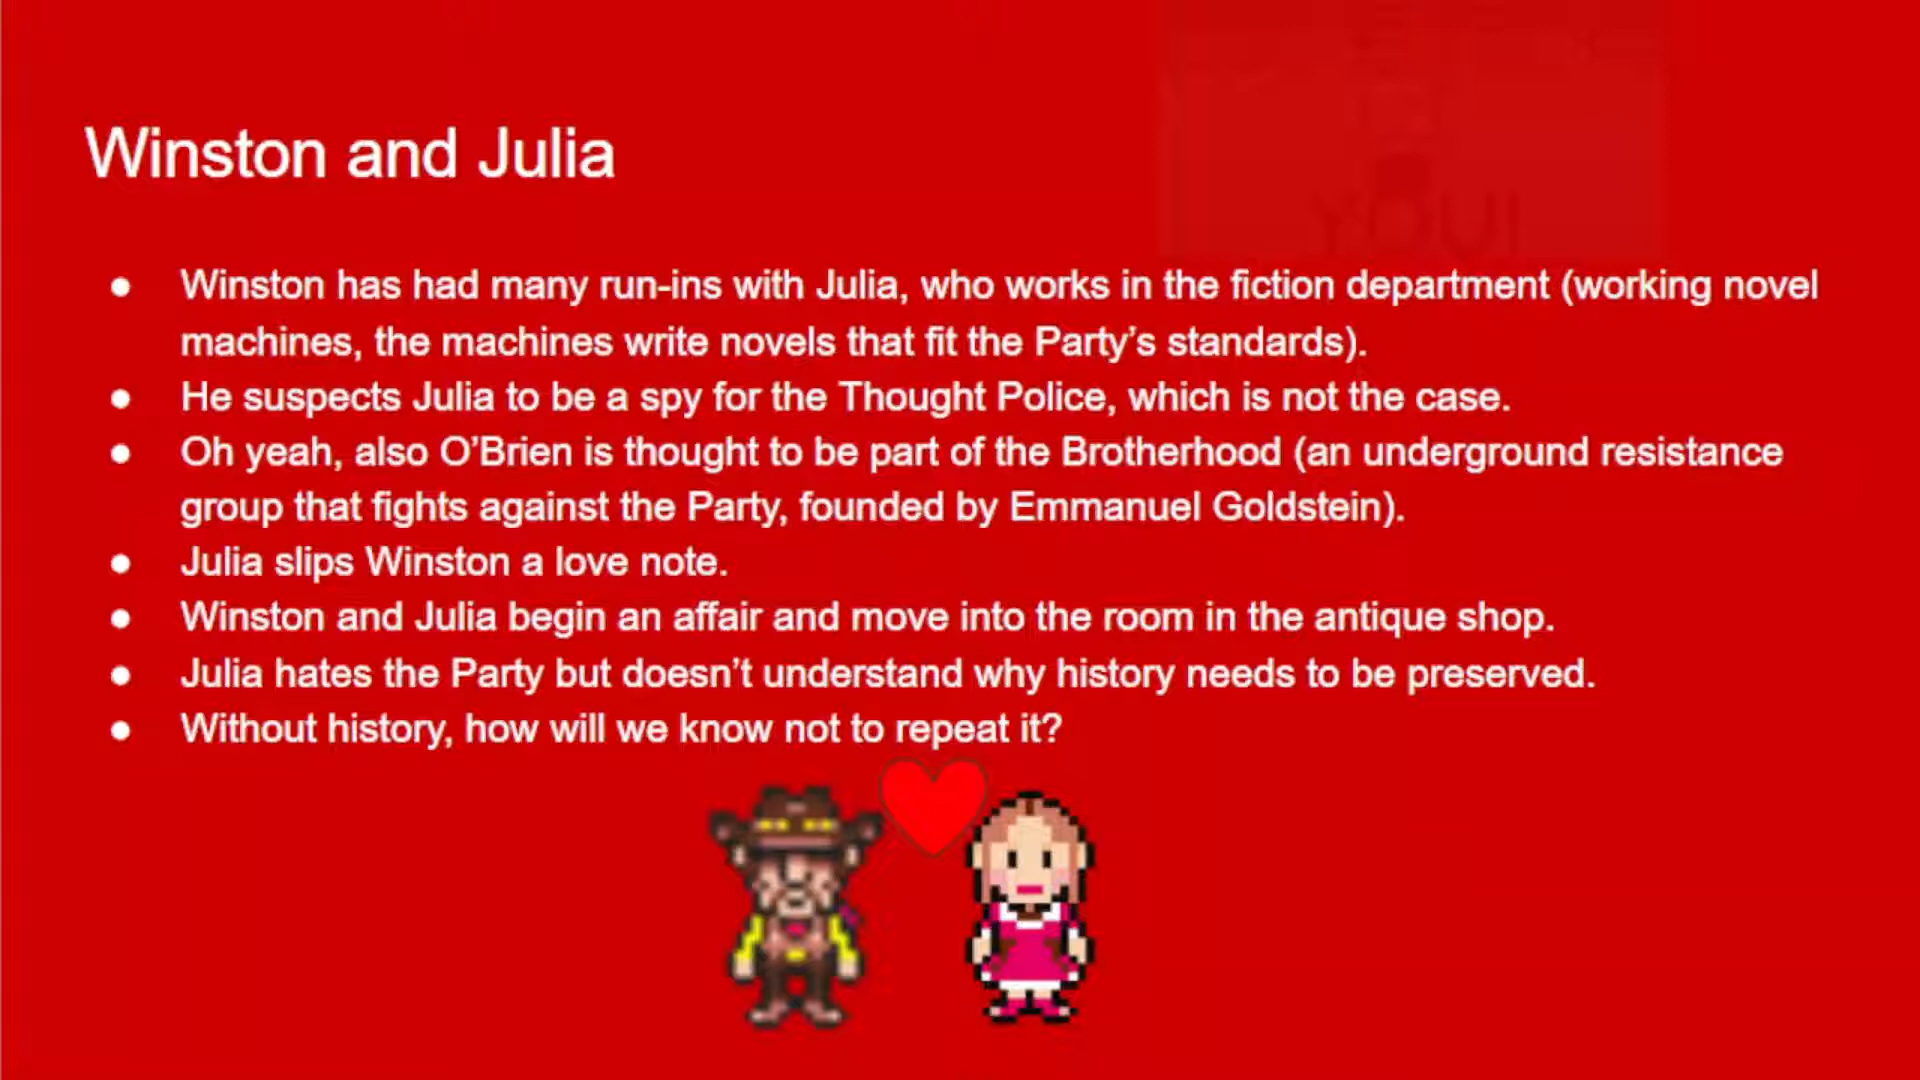 YOU!
Winston and Julia
● Winston has had many run-ins with Julia, who works in the fiction department (working novel
machines, the machines write novels that fit the Party’s standards).
● He suspects Julia to be a spy for the Thought Police, which is not the case.
● Oh yeah, also O’Brien is thought to be part of the Brotherhood (an underground resistance
group that fights against the Party, founded by Emmanuel Goldstein).
● Julia slips Winston a love note.
● Winston and Julia begin an affair and move into the room in the antique shop.
● Julia hates the Party but doesn’t understand why history needs to be preserved.
● Without history, how will we know not to repeat it?